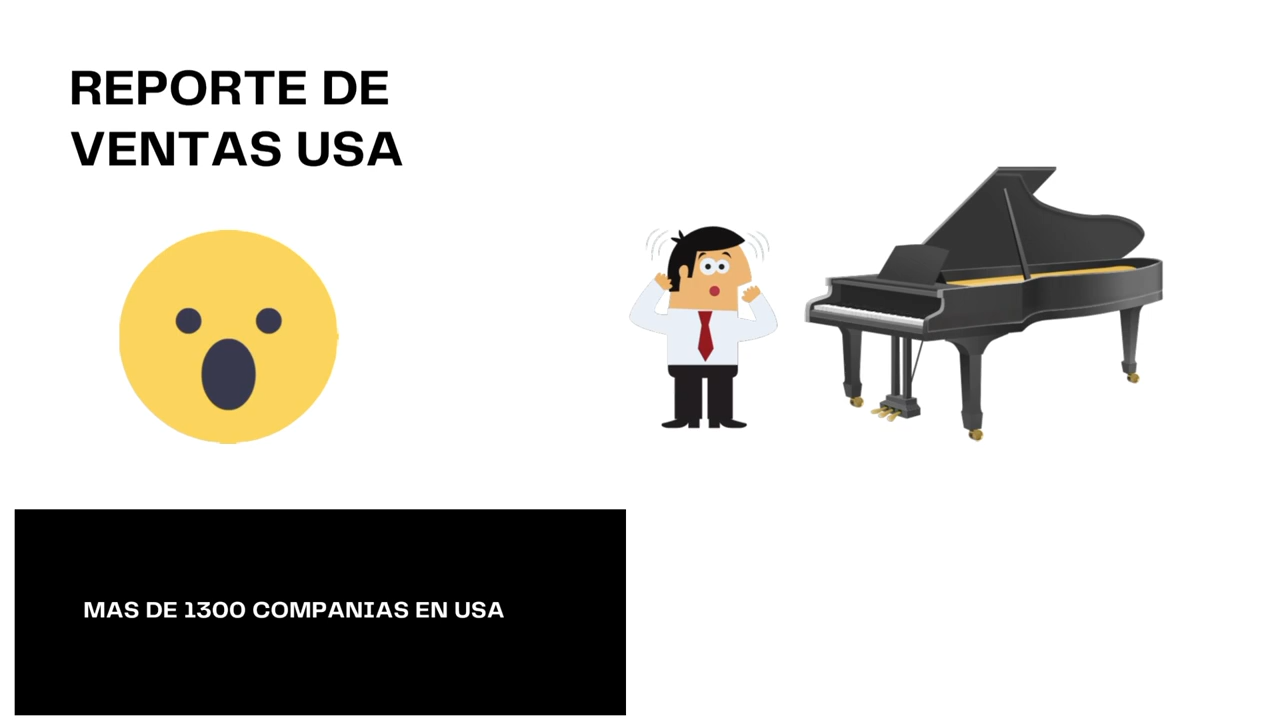 REPORTE DE
VENTAS USA
MAS DE 1300 COMPANIAS EN USA